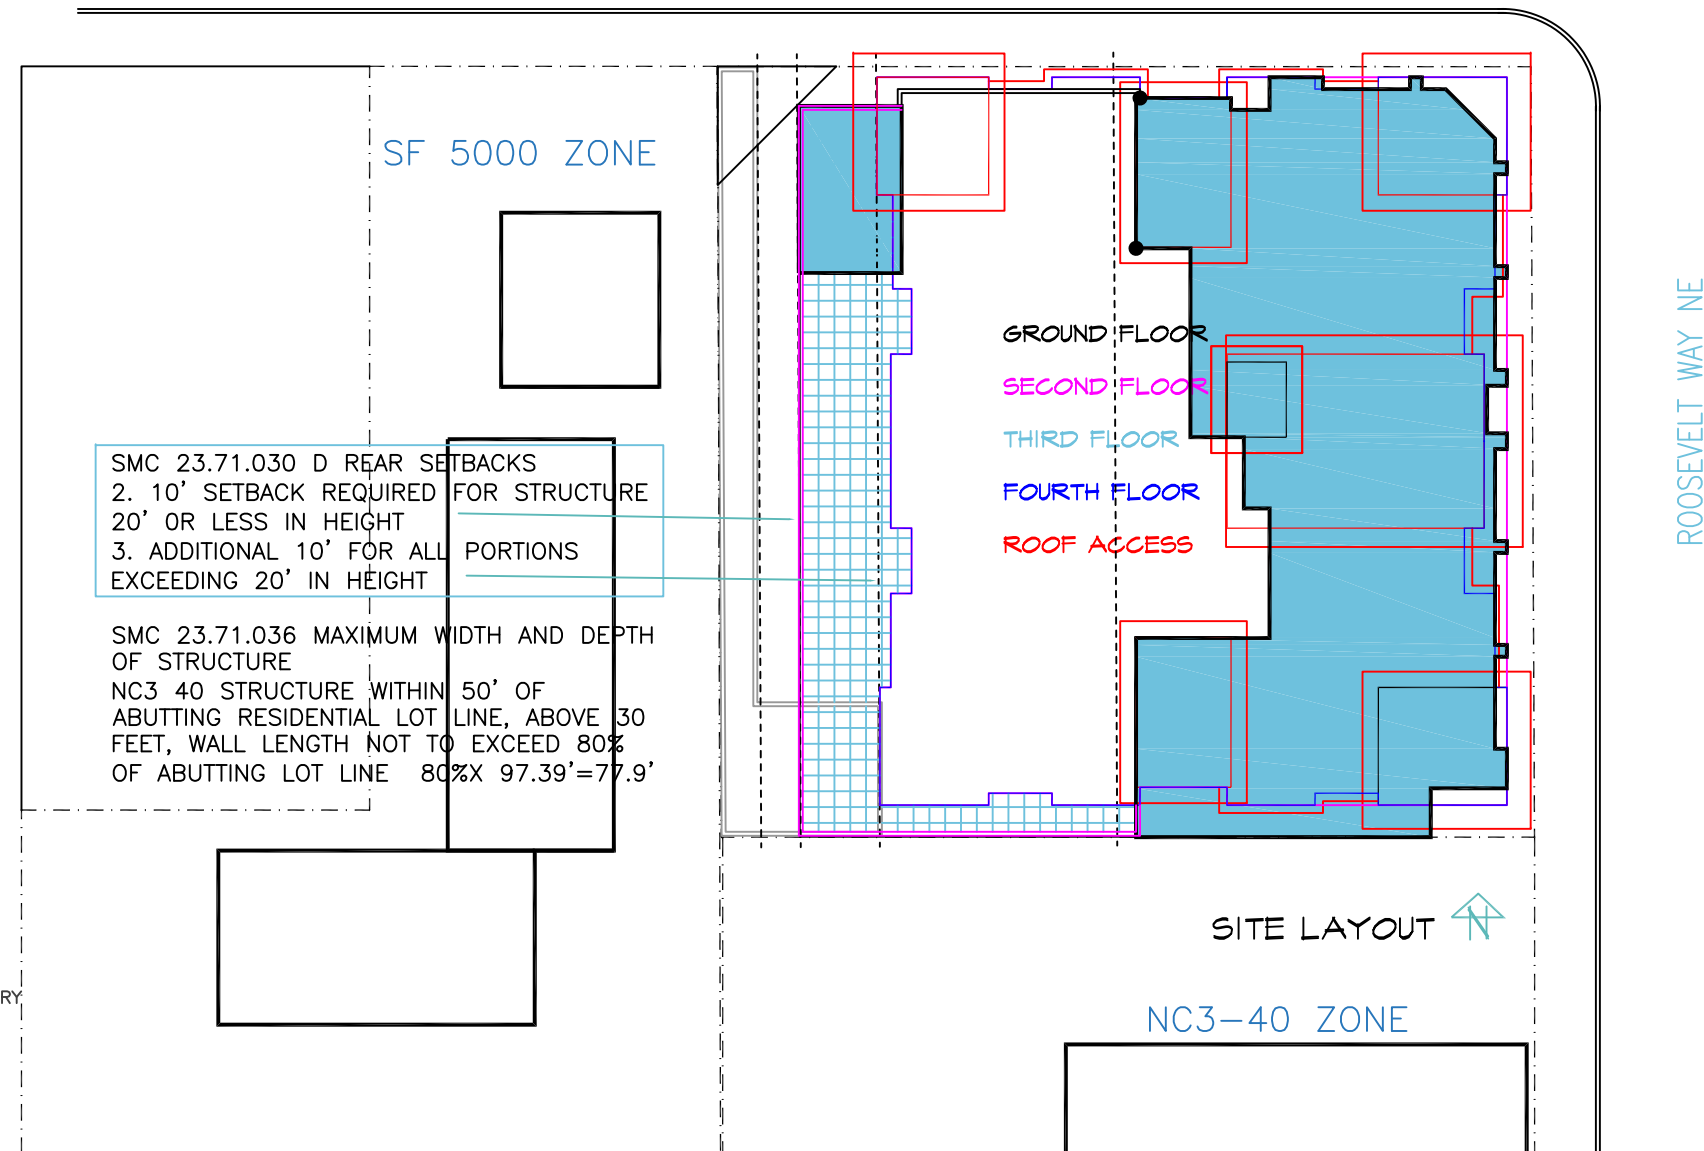 SF 5000 ZONE
GROUND FLOOR
SECOND FLOOR
THIRD FLOOR
FOURTH FLOOR
ROOF ACCESS
SMC 23.71.030 D REAR SETBACKS
2. 10' SETBACK REQUIRED FOR STRUCTURE
20' OR LESS IN HEIGHT
3. ADDITIONAL 10' FOR ALL PORTIONS
EXCEEDING 20' IN HEIGHT
SMC 23.71.036 MAXIMUM WIDTH AND DEPTH
OF STRUCTURE
NC3 40 STRUCTURE WITHIN 50' OF
ABUTTING RESIDENTIAL LOT LINE, ABOVE 30
FEET, WALL LENGTH NOT TO EXCEED 80%
OF ABUTTING LOT LINE 80%X 97.39'=77.9'
ROOSEVELT WAY NE
SITE LAYOUT N
RY
NC3-40 ZONE